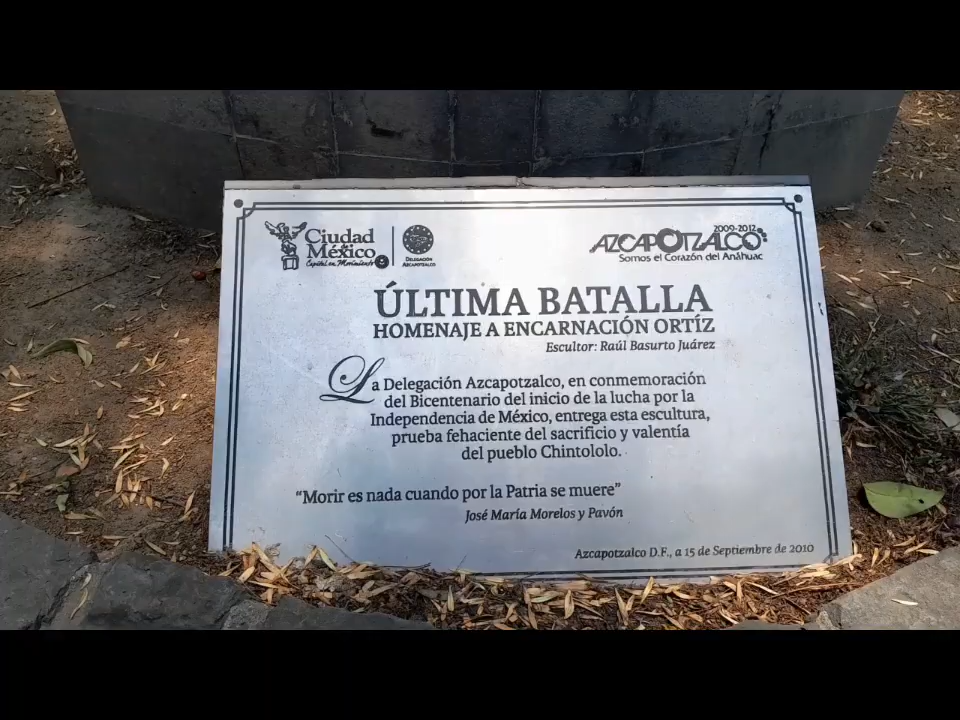 Ciudad
de
México
Capital en Movimiento
DELEGACIÓN
AZCAPOTZALCO
2009-2012
AZCAPOTZALCO
Somos el Corazón del Anáhuac
ÚLTIMA BATALLA
HOMENAJE A ENCARNACIÓN ORTÍZ
Escultor: Raúl Basurto Juárez
La Delegación Azcapotzalco, en conmemoración
del Bicentenario del inicio de la lucha por la
Independencia de México, entrega esta escultura,
prueba fehaciente del sacrificio y valentía
del pueblo Chintololo.
“Morir es nada cuando por la Patria se muere”
José María Morelos y Pavón
Azcapotzalco D.F., a 15 de Septiembre de 2010